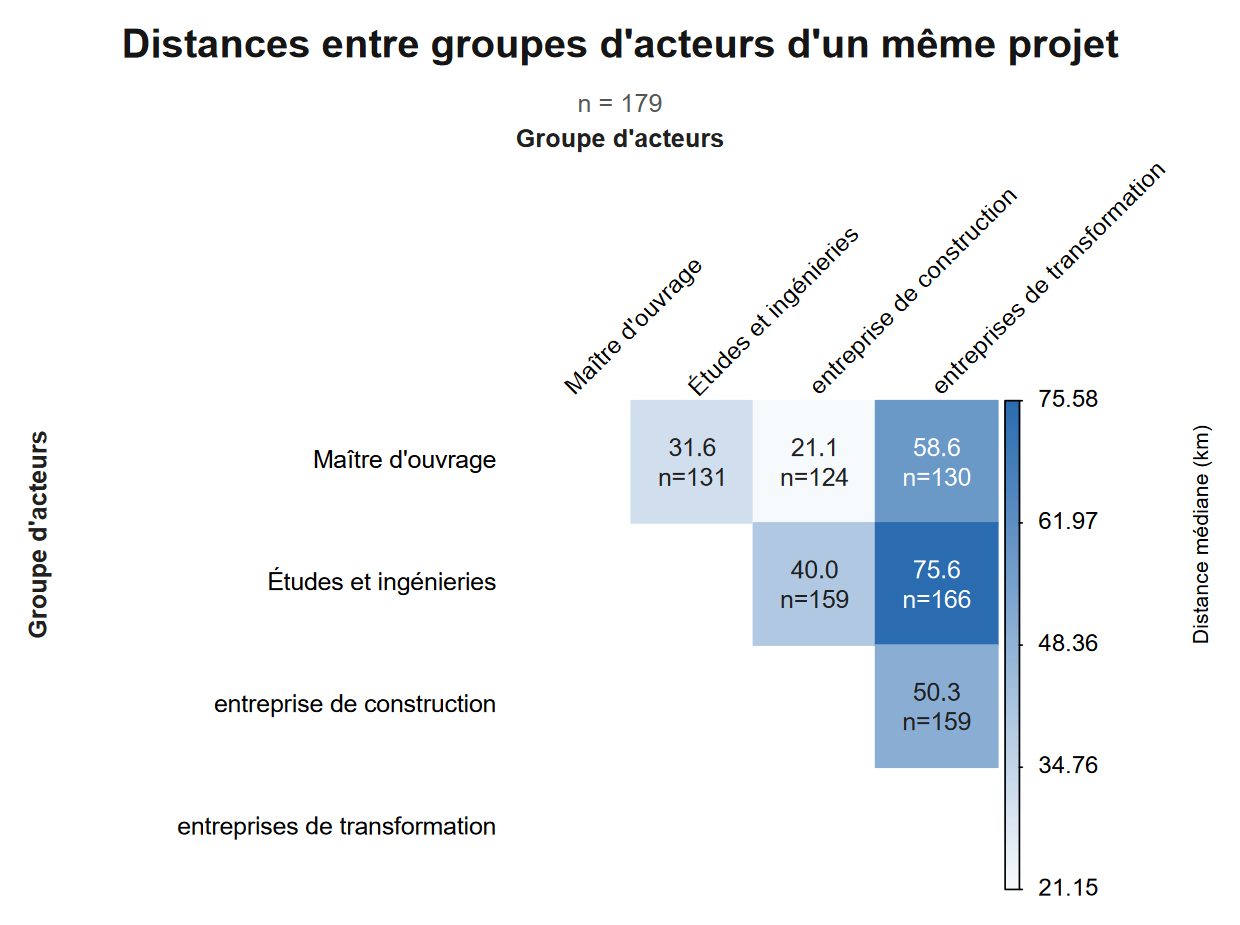 Distances entre groupes d'acteurs d'un même projet
n = 179
Groupe d'acteurs
Maître d'ouvrage
Études et ingénieries
entreprise de construction
entreprises de transformation
Groupe d'acteurs
Maître d'ouvrage
31.6
n=131
21.1
n=124
58.6
n=130
Études et ingénieries
40.0
n=159
75.6
n=166
entreprise de construction
50.3
n=159
entreprises de transformation
75.58
61.97
48.36
34.76
21.15
Distance médiane (km)